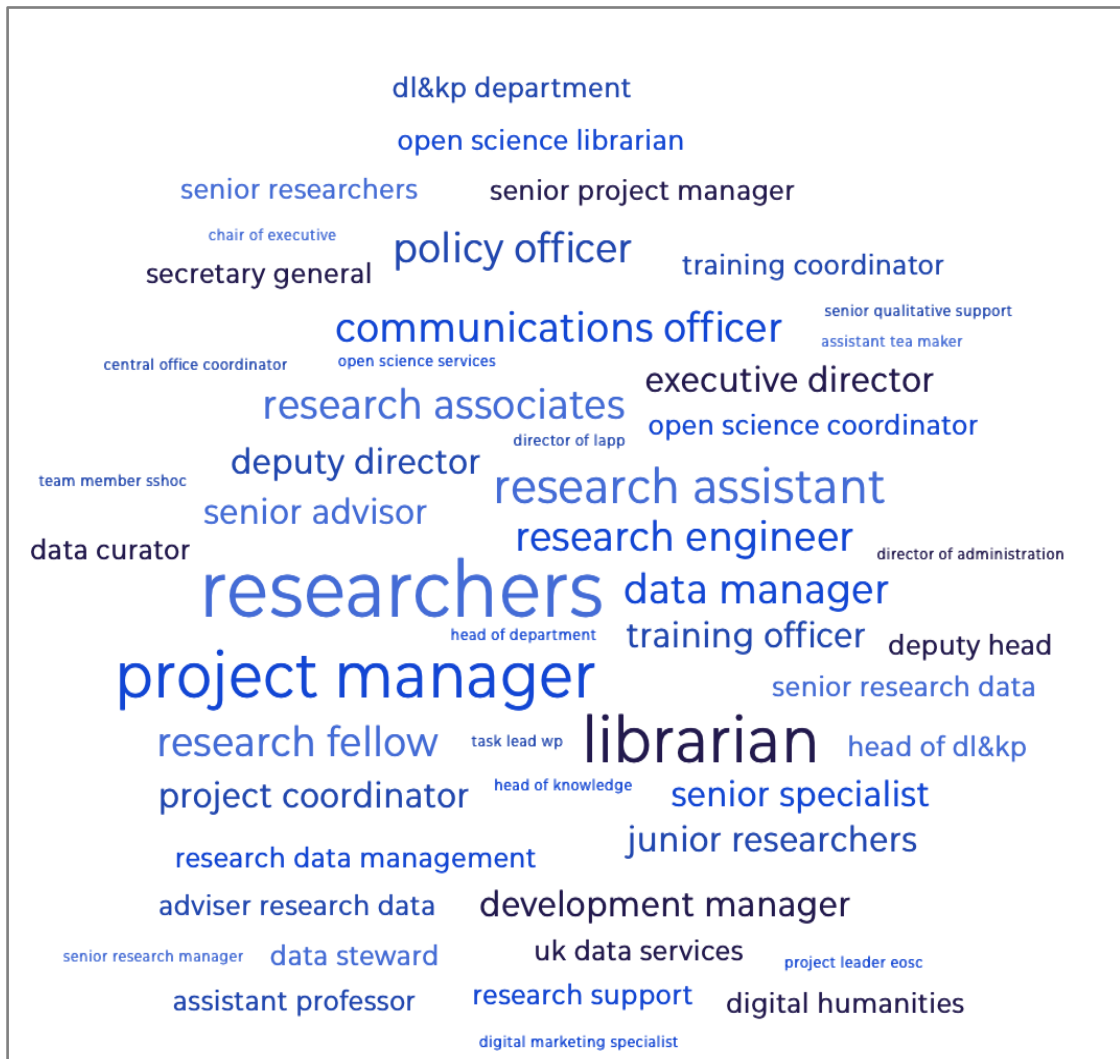 dl&kp department
open science librarian
senior researchers
senior project manager
chair of executive
policy officer
secretary general
training coordinator
senior qualitative support
communications officer
assistant tea maker
central office coordinator
open science services
executive director
research associates
open science coordinator
director of lapp
deputy director
team member sshoc
research assistant
senior advisor
research engineer
data curator
director of administration
researchers
data manager
head of department
training officer
deputy head
project manager
senior research data
research fellow
task lead wp
librarian
head of dl&kp
project coordinator
head of knowledge
senior specialist
junior researchers
research data management
adviser research data
development manager
senior research manager
data steward
uk data services
project leader eosc
assistant professor
research support
digital humanities
digital marketing specialist